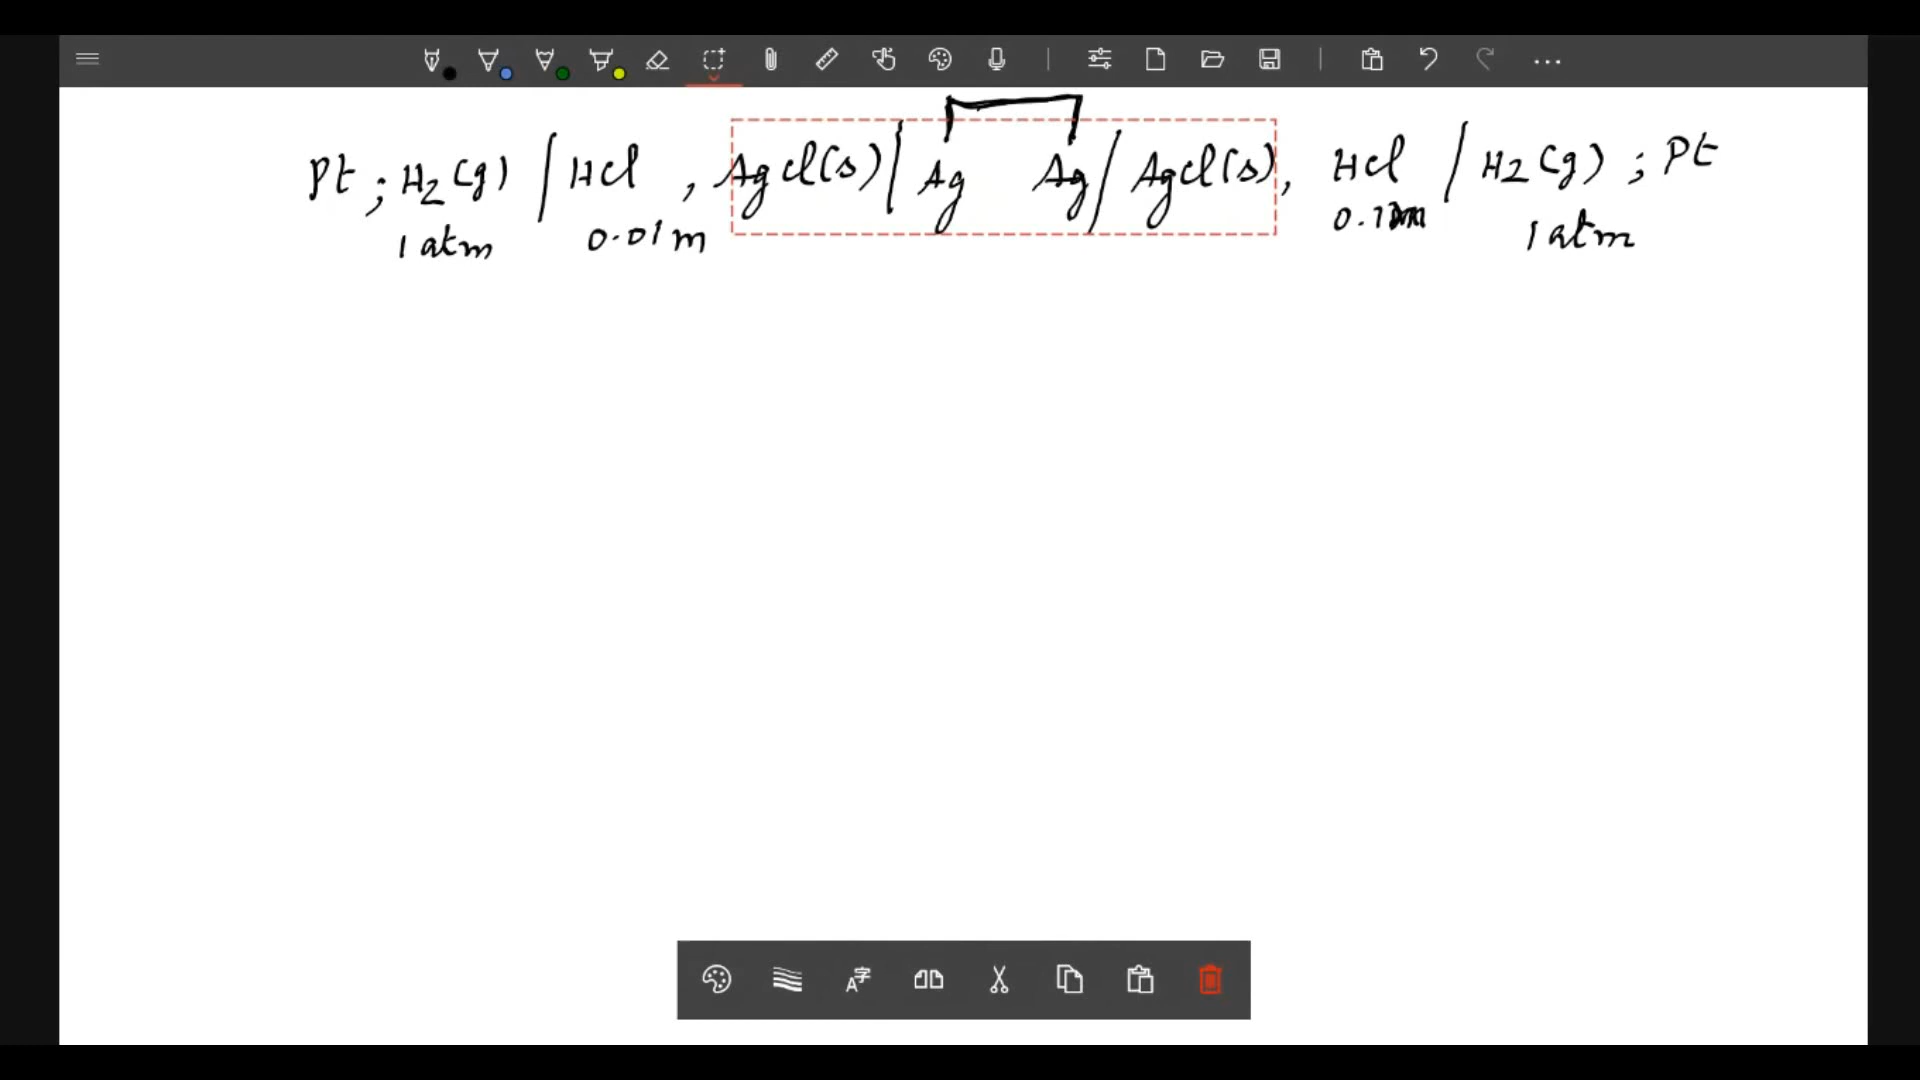 Pt ; H2(g) / HCl , AgCl(s) / Ag Ag / AgCl(s), HCl / H2(g) ; Pt
1 atm 0.01 m 1 atm